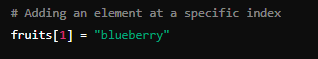 # Adding an element at a specific index
fruits[1] = "blueberry"